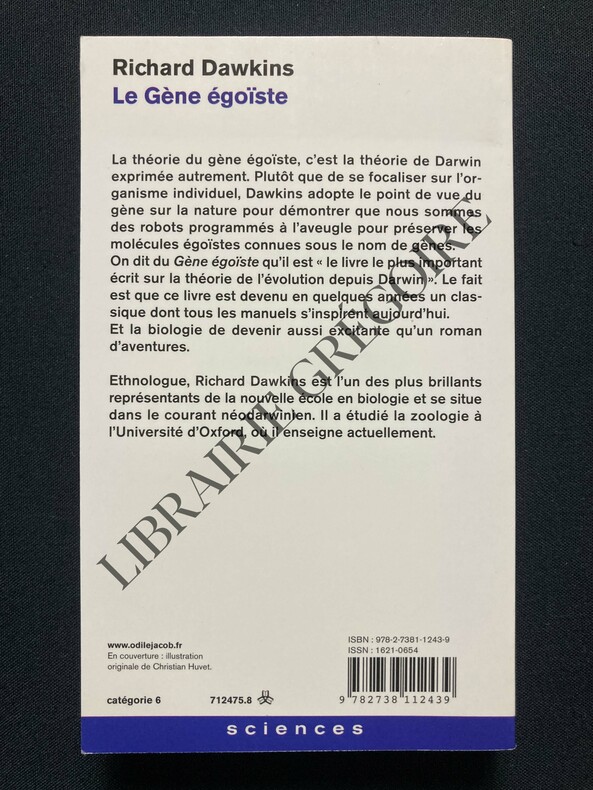 Richard Dawkins
Le Gène égoïste
La théorie du gène égoïste, c'est la théorie de Darwin
exprimée autrement. Plutôt que de se focaliser sur l'or-
ganisme individuel, Dawkins adopte le point de vue du
gène sur la nature pour démontrer que nous sommes
des robots programmés à l'aveugle pour préserver les
molécules égoïstes connues sous le nom de gènes.
On dit du Gène égoïste qu'il est « le livre le plus important
écrit sur la théorie de l'évolution depuis Darwin ». Le fait
est que ce livre est devenu en quelques années un clas-
sique dont tous les manuels s'inspirent aujourd'hui.
Et la biologie de devenir aussi excitante qu'un roman
d'aventures.
Ethnologue, Richard Dawkins est l'un des plus brillants
représentants de la nouvelle école en biologie et se situe
dans le courant néodarwinien. Il a étudié la zoologie à
l'Université d'Oxford, où il enseigne actuellement.
LIBRAIRIE GRÉGOIRE
www.odilejacob.fr
En couverture : illustration
originale de Christian Huvet.
ISBN : 978-2-7381-1243-9
ISSN : 1621-0654
catégorie 6
712475.8
9 782738 112439
sciences